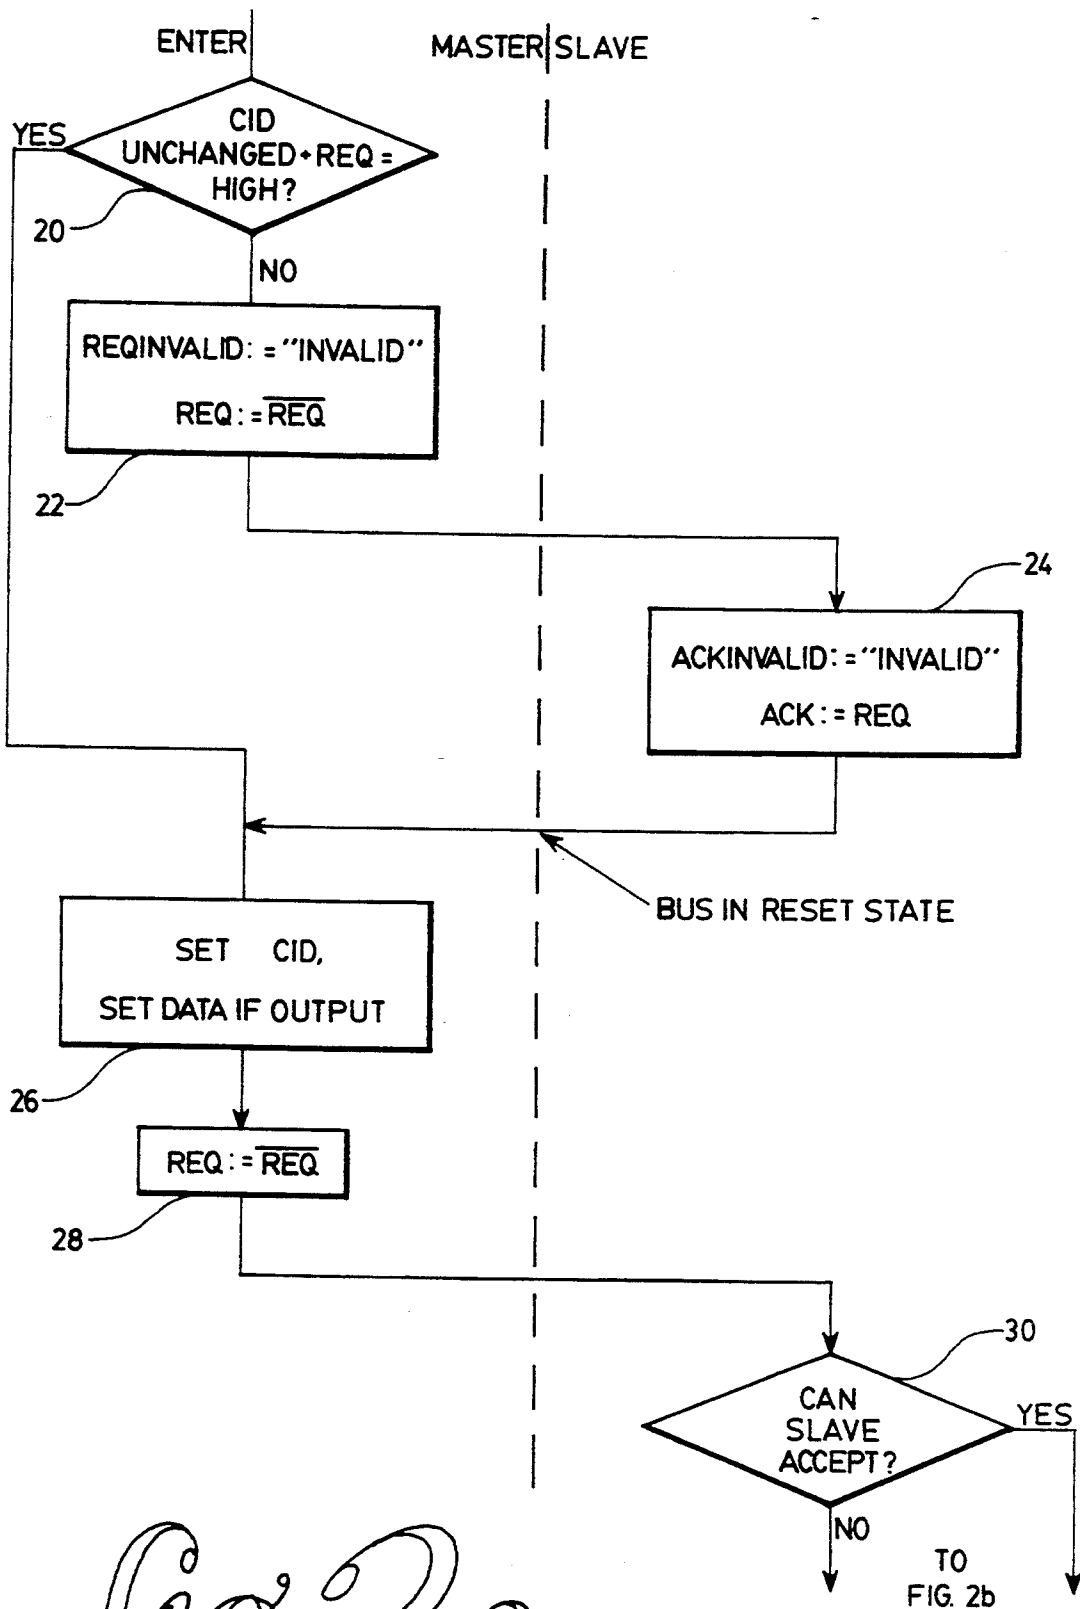 ENTER
MASTER SLAVE
YES
CID
UNCHANGED+REQ =
HIGH?
20
NO
REQINVALID: = "INVALID"
REQ: = R̅E̅Q̅
22
24
ACKINVALID: = "INVALID"
ACK: = REQ
BUS IN RESET STATE
SET CID,
SET DATA IF OUTPUT
26
REQ: = R̅E̅Q̅
28
30
CAN
SLAVE
ACCEPT?
YES
NO
TO
FIG. 2b